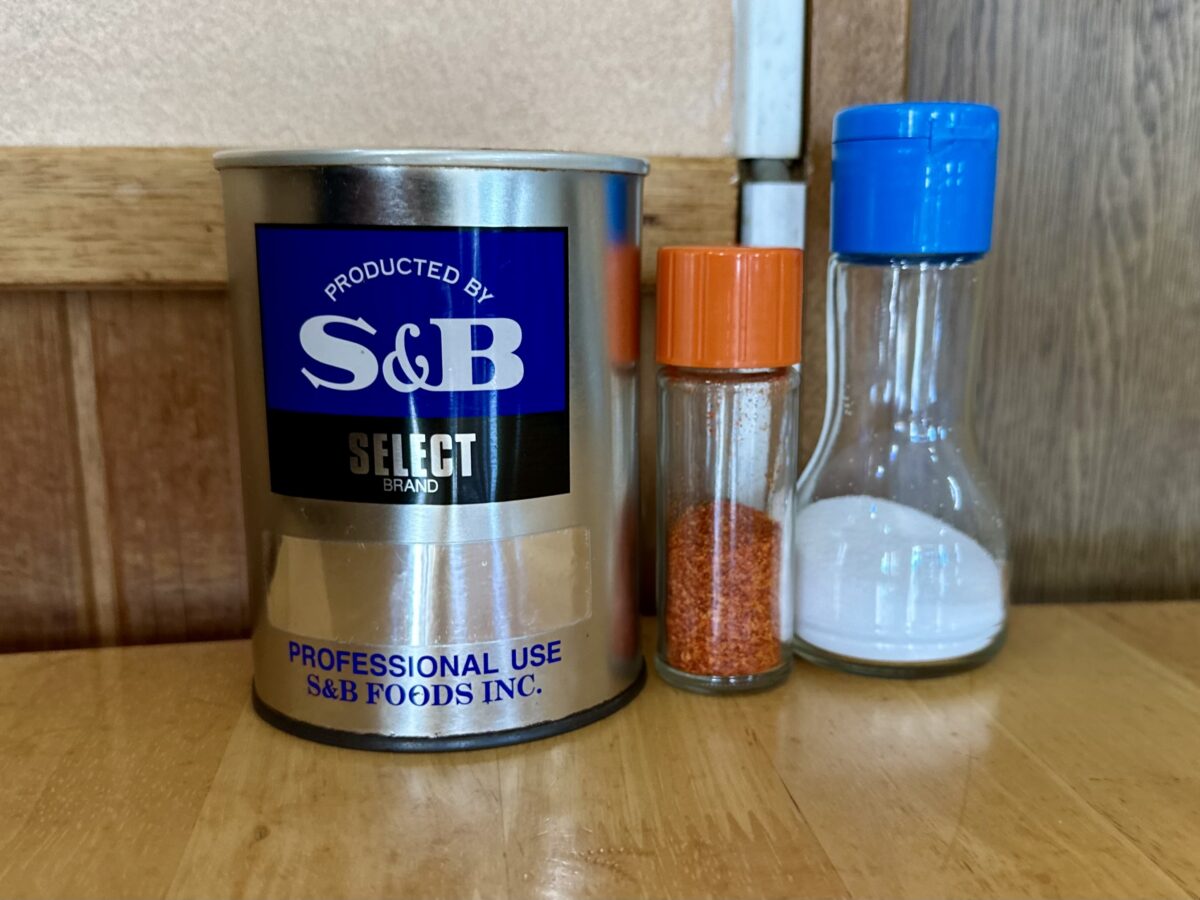 PRODUCTED BY
S&B
SELECT
BRAND
PROFESSIONAL USE
S&B FOODS INC.